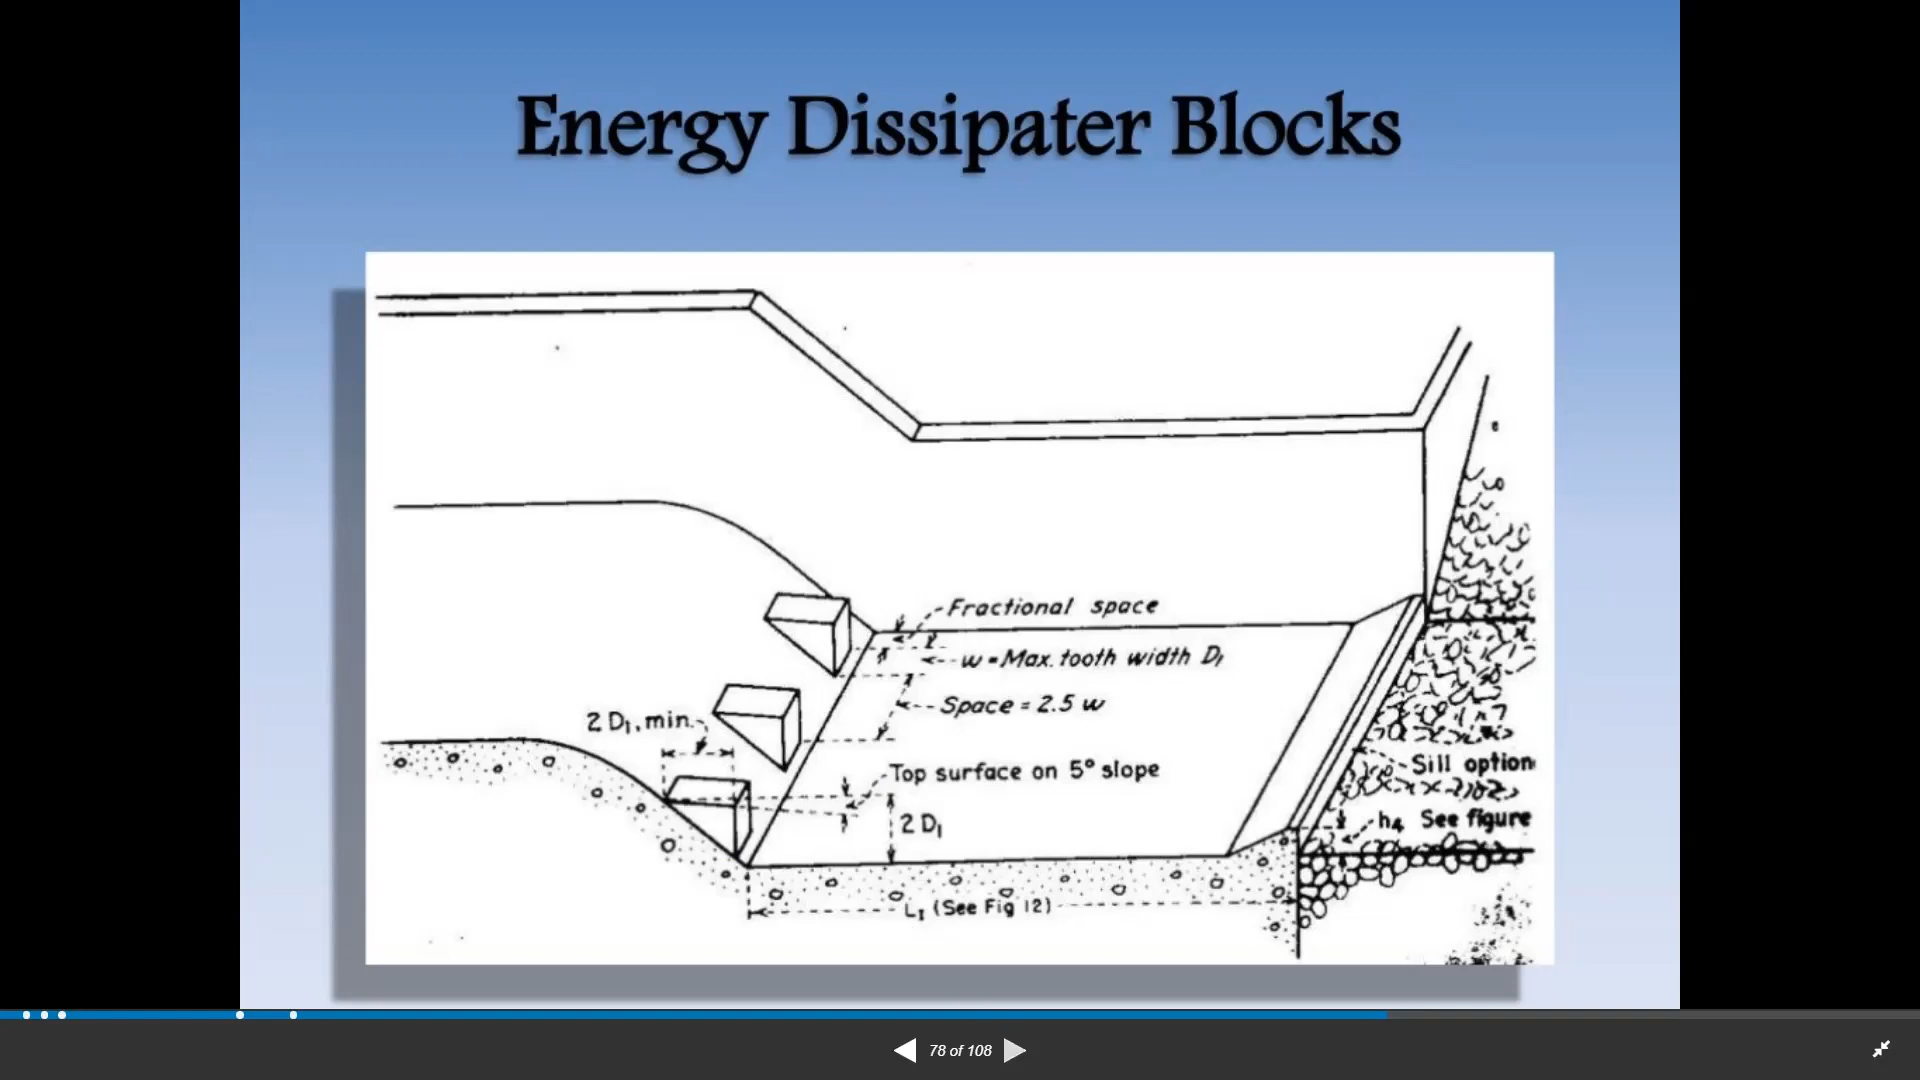 Energy Dissipater Blocks
Fractional space
w = Max. tooth width D₁
Space = 2.5 w
2 D₁, min.
Top surface on 5° slope
2 D₁
Sill option
h₄ See figure
L_I (See Fig 12)
78 of 108